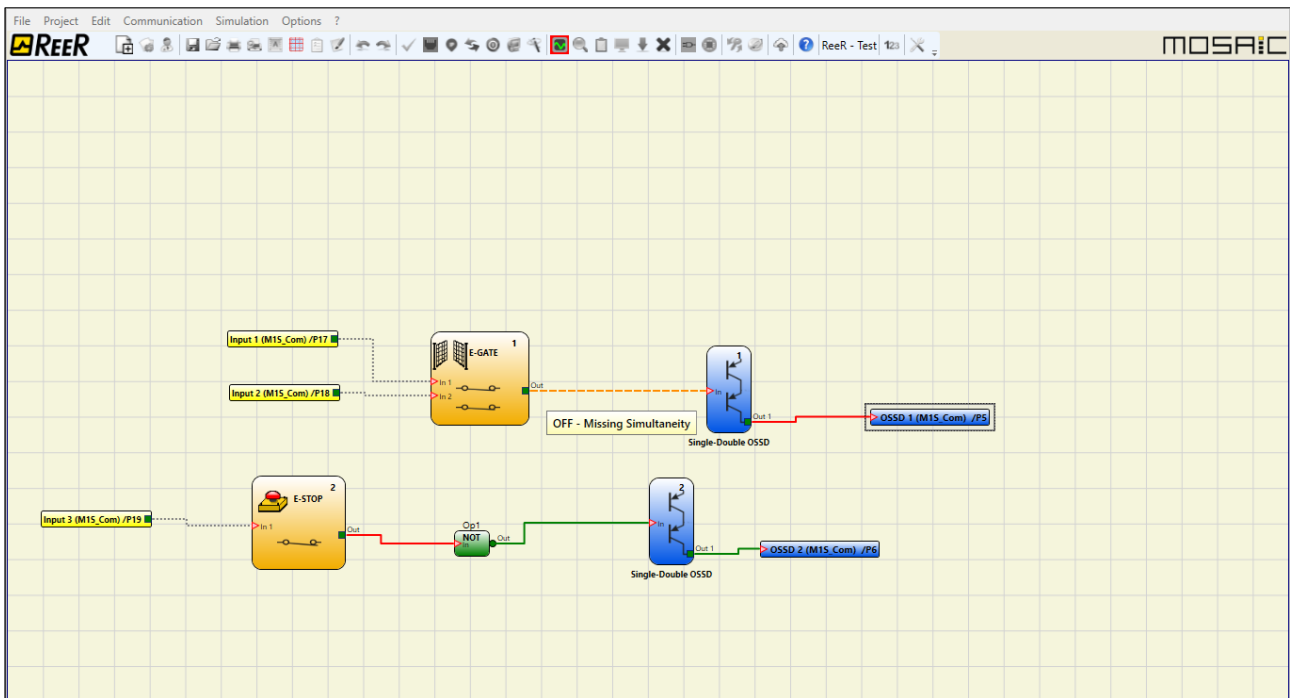 File Project Edit Communication Simulation Options ?
REER ReeR - Test 123 MOSAIC
Input 1 (M1S_Com) /P17
E-GATE 1
In 1
In 2
Out
Input 2 (M1S_Com) /P18
1
In
Out 1
OSSD 1 (M1S_Com) /P5
OFF - Missing Simultaneity
Single-Double OSSD
2
E-STOP
Input 3 (M1S_Com) /P19
In 1
Out
Op1
NOT
In
Out
2
In
Out 1
OSSD 2 (M1S_Com) /P6
Single-Double OSSD